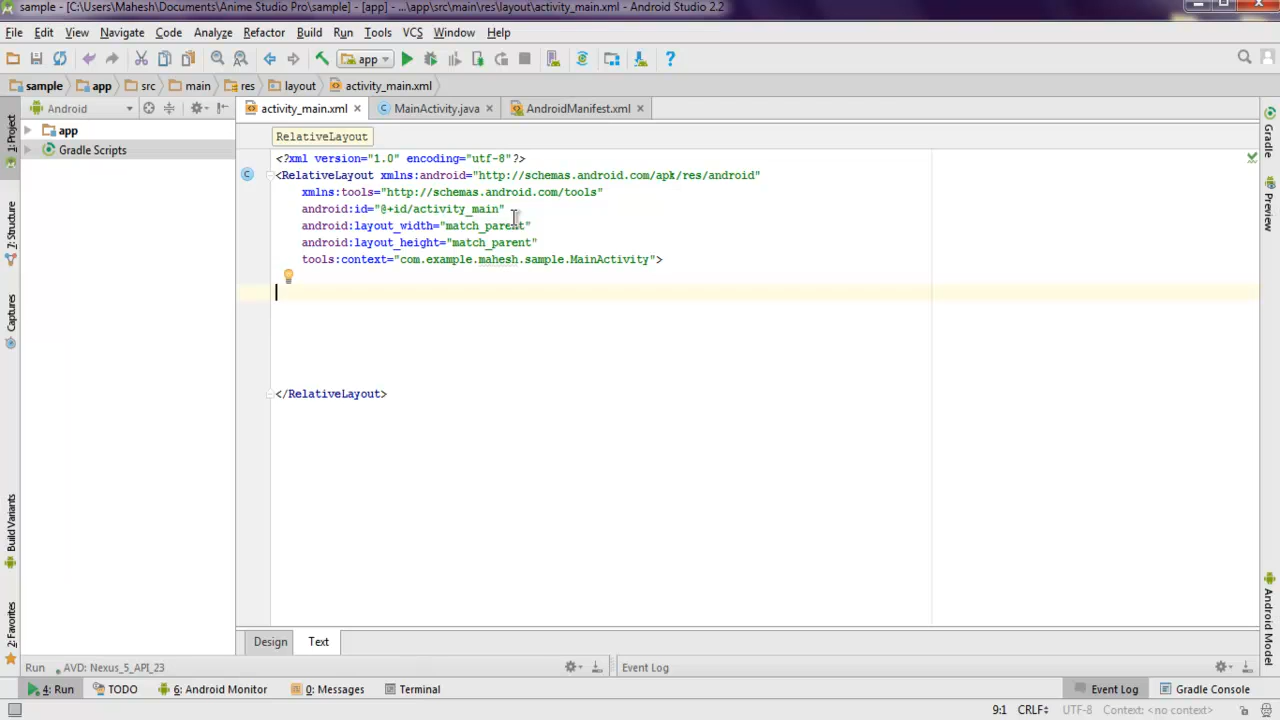 sample - [C:\Users\Mahesh\Documents\Anime Studio Pro\sample] - [app] - ...\app\src\main\res\layout\activity_main.xml - Android Studio 2.2
File Edit View Navigate Code Analyze Refactor Build Run Tools VCS Window Help
app
sample app src main res layout activity_main.xml
Android
activity_main.xml MainActivity.java AndroidManifest.xml
app
Gradle Scripts
RelativeLayout
<?xml version="1.0" encoding="utf-8"?>
<RelativeLayout xmlns:android="http://schemas.android.com/apk/res/android"
xmlns:tools="http://schemas.android.com/tools"
android:id="@+id/activity_main"
android:layout_width="match_parent"
android:layout_height="match_parent"
tools:context="com.example.mahesh.sample.MainActivity">
</RelativeLayout>
1: Project
7: Structure
Captures
Build Variants
2: Favorites
Gradle
Preview
Android Model
Design Text
Run AVD: Nexus_5_API_23 Event Log
4: Run TODO 6: Android Monitor 0: Messages Terminal Event Log Gradle Console
9:1 CRLF UTF-8 Context: <no context>